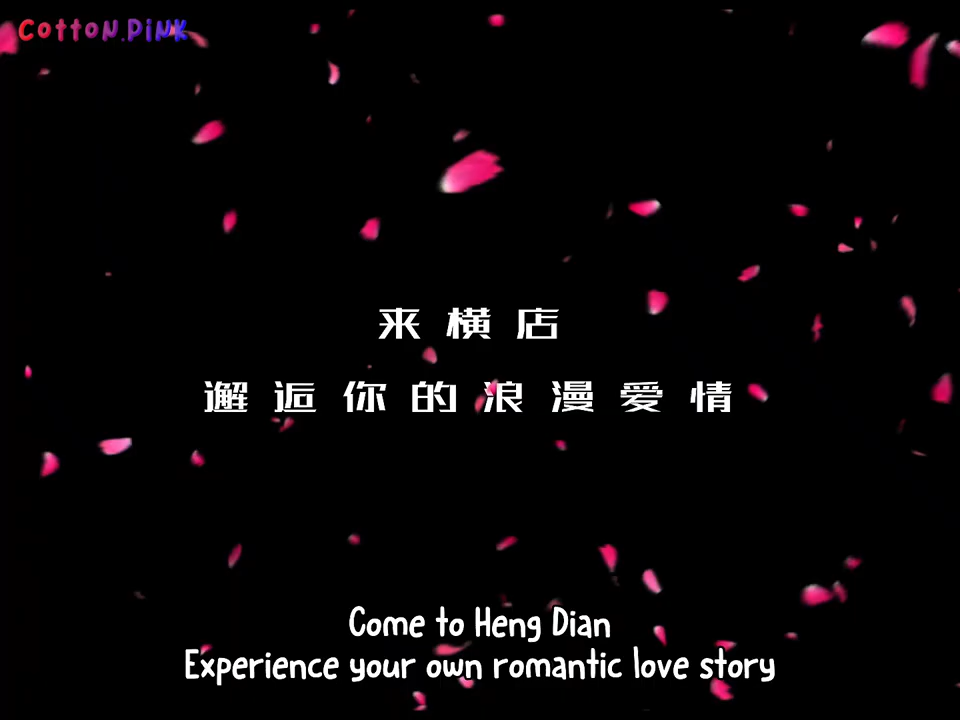 COTTON.PINK
来横店
邂逅你的浪漫爱情
Come to Heng Dian
Experience your own romantic love story